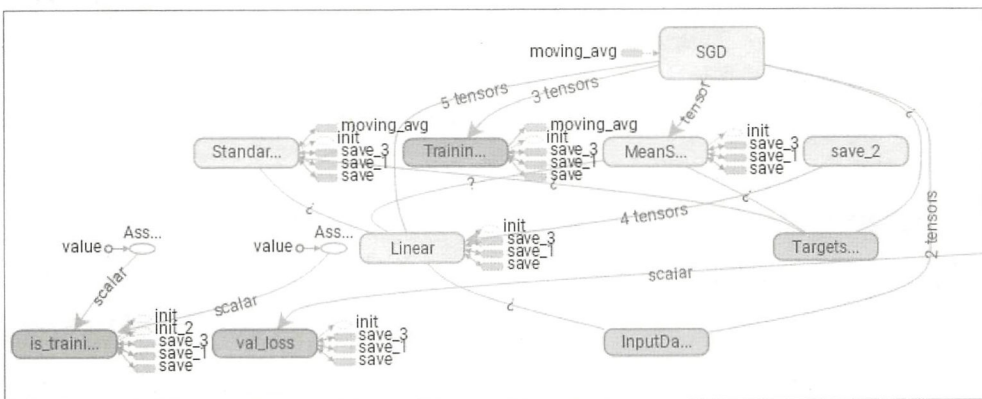 SGD
moving_avg
5 tensors
3 tensors
tensor
Standar...
moving_avg
init
save_3
save_1
save
Trainin...
moving_avg
init
save_3
save_1
save
MeanS...
init
save_3
save_1
save
save_2
?
?
?
?
?
4 tensors
2 tensors
Linear
init
save_3
save_1
save
Targets...
value
Ass...
scalar
value
Ass...
scalar
scalar
is_traini...
init
init_2
save_3
save_1
save
val_loss
init
save_3
save_1
save
?
InputDa...